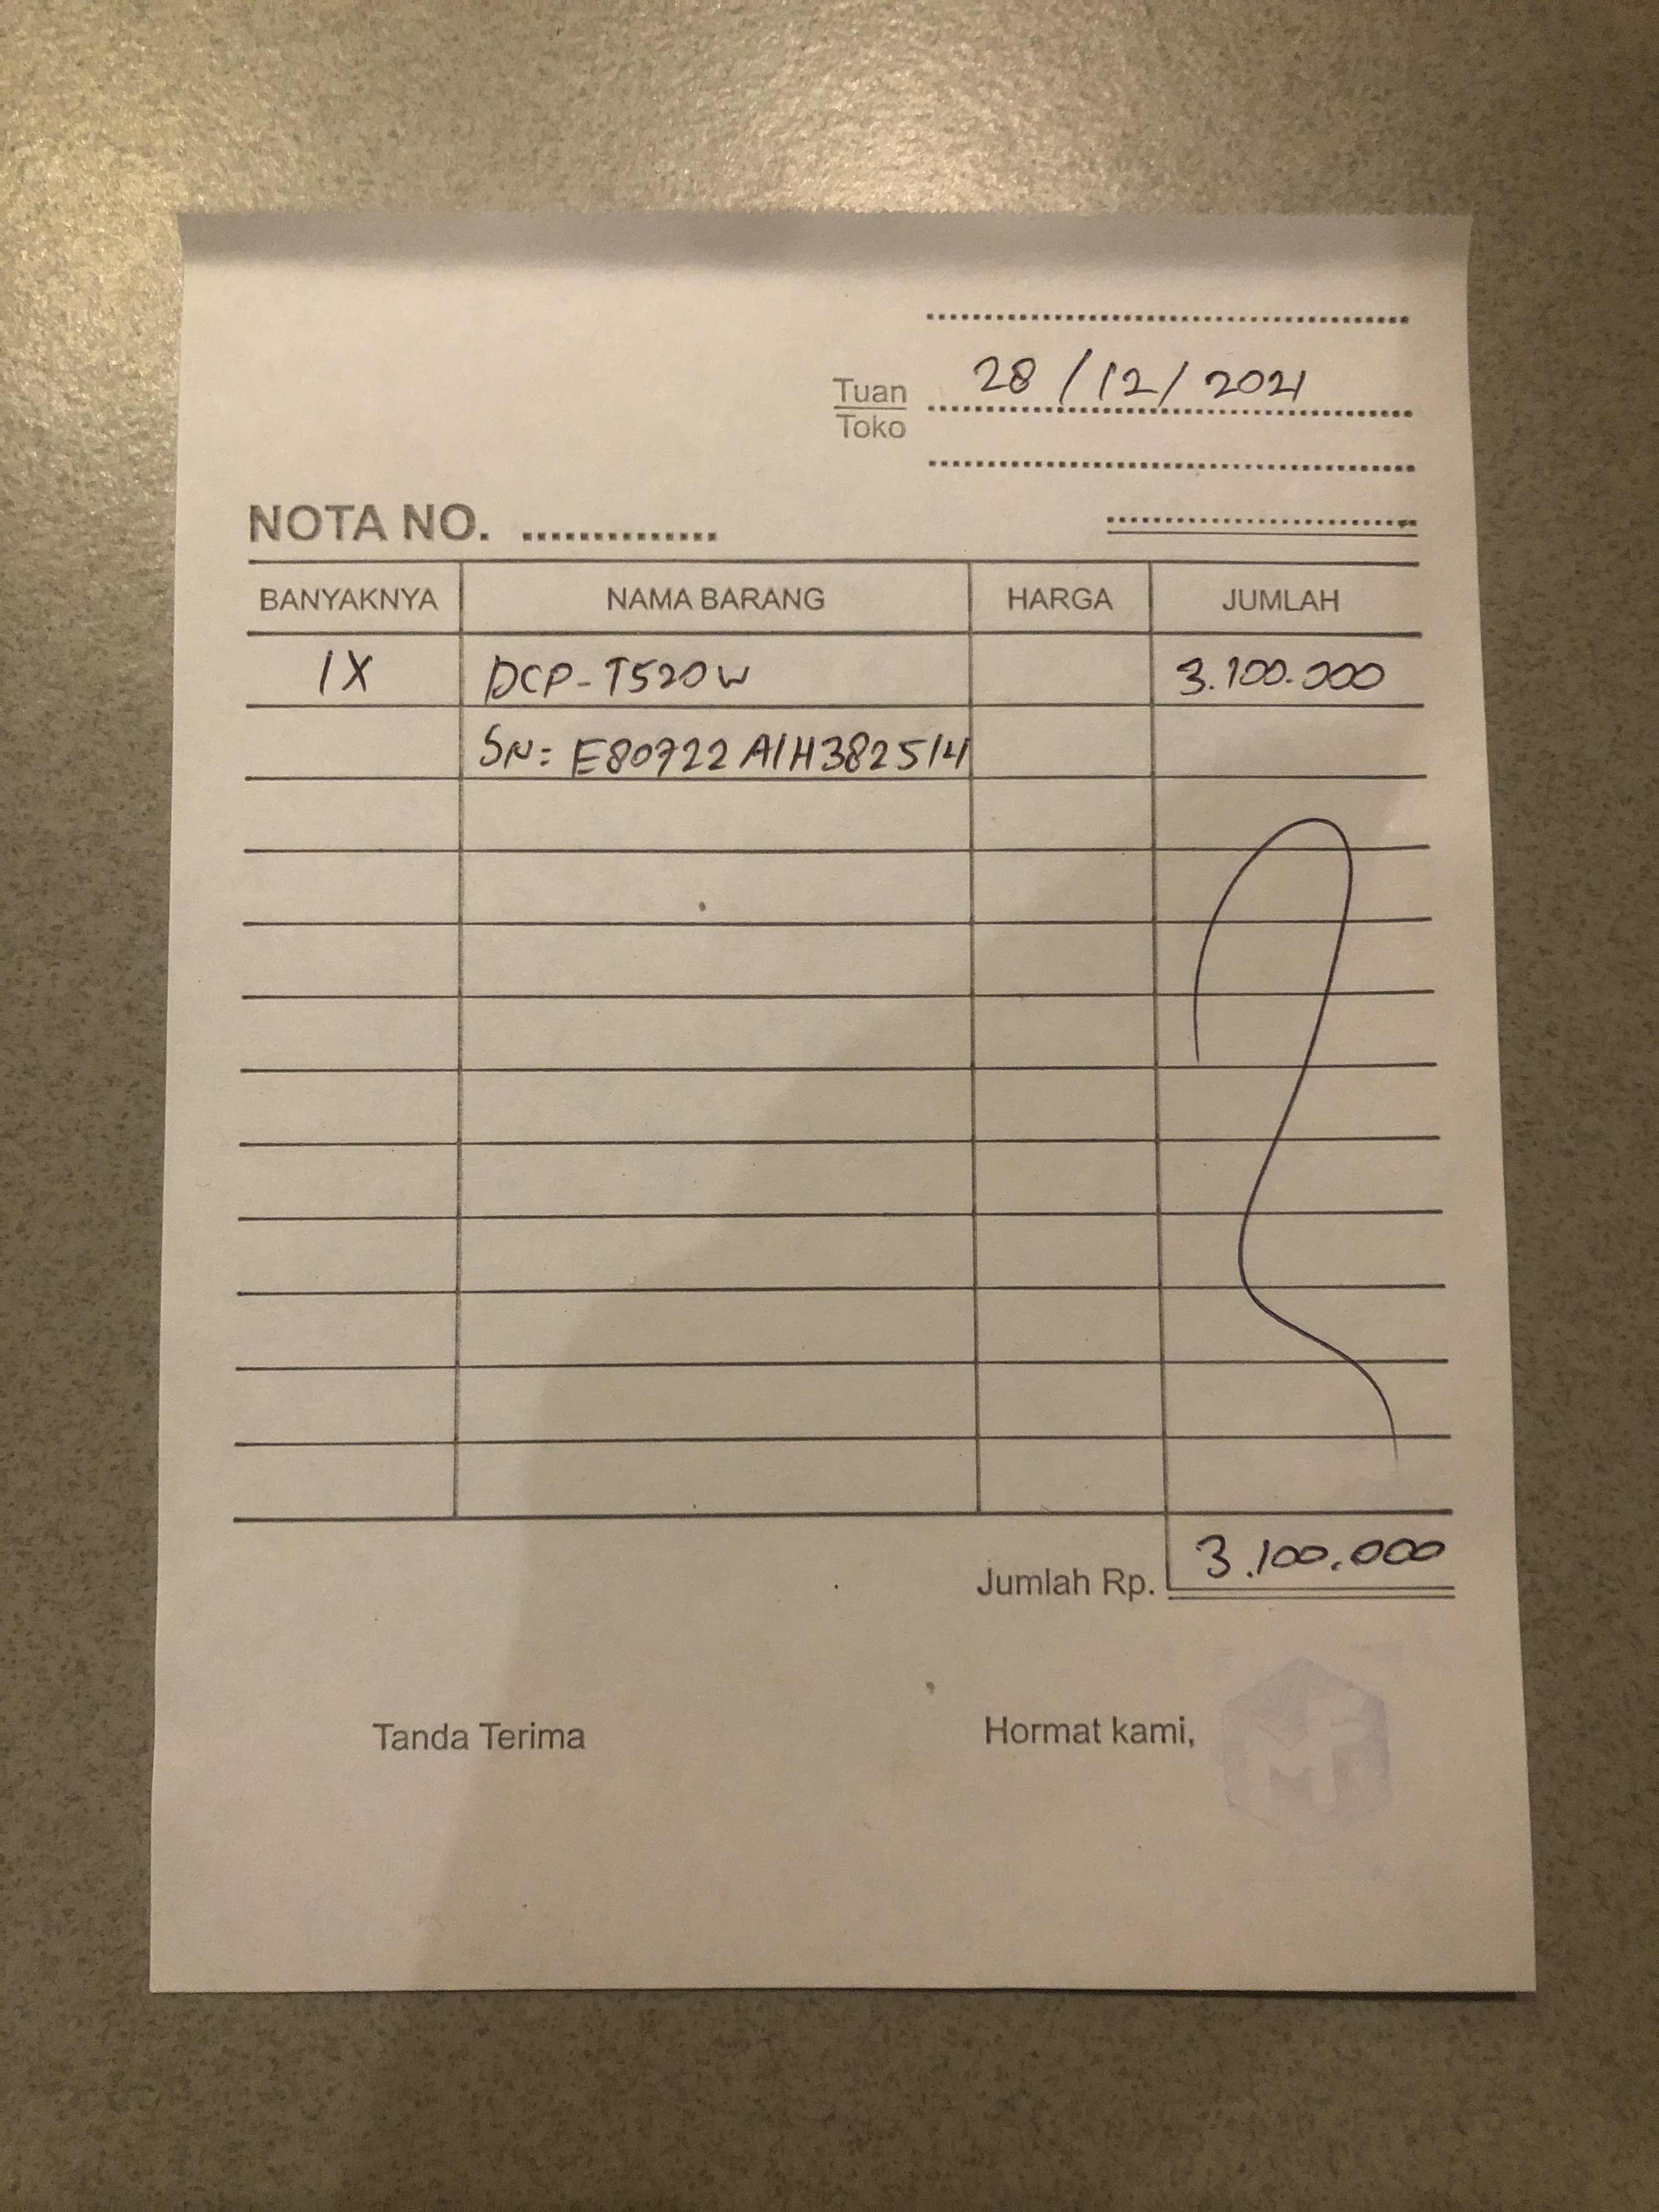 28/12/2021
Tuan
Toko
NOTA NO. ..............
BANYAKNYA NAMA BARANG HARGA JUMLAH
1X DCP-T520W 3.100.000
SN: E80722A1H382514
Jumlah Rp. 3.100.000
Tanda Terima Hormat kami,
MF